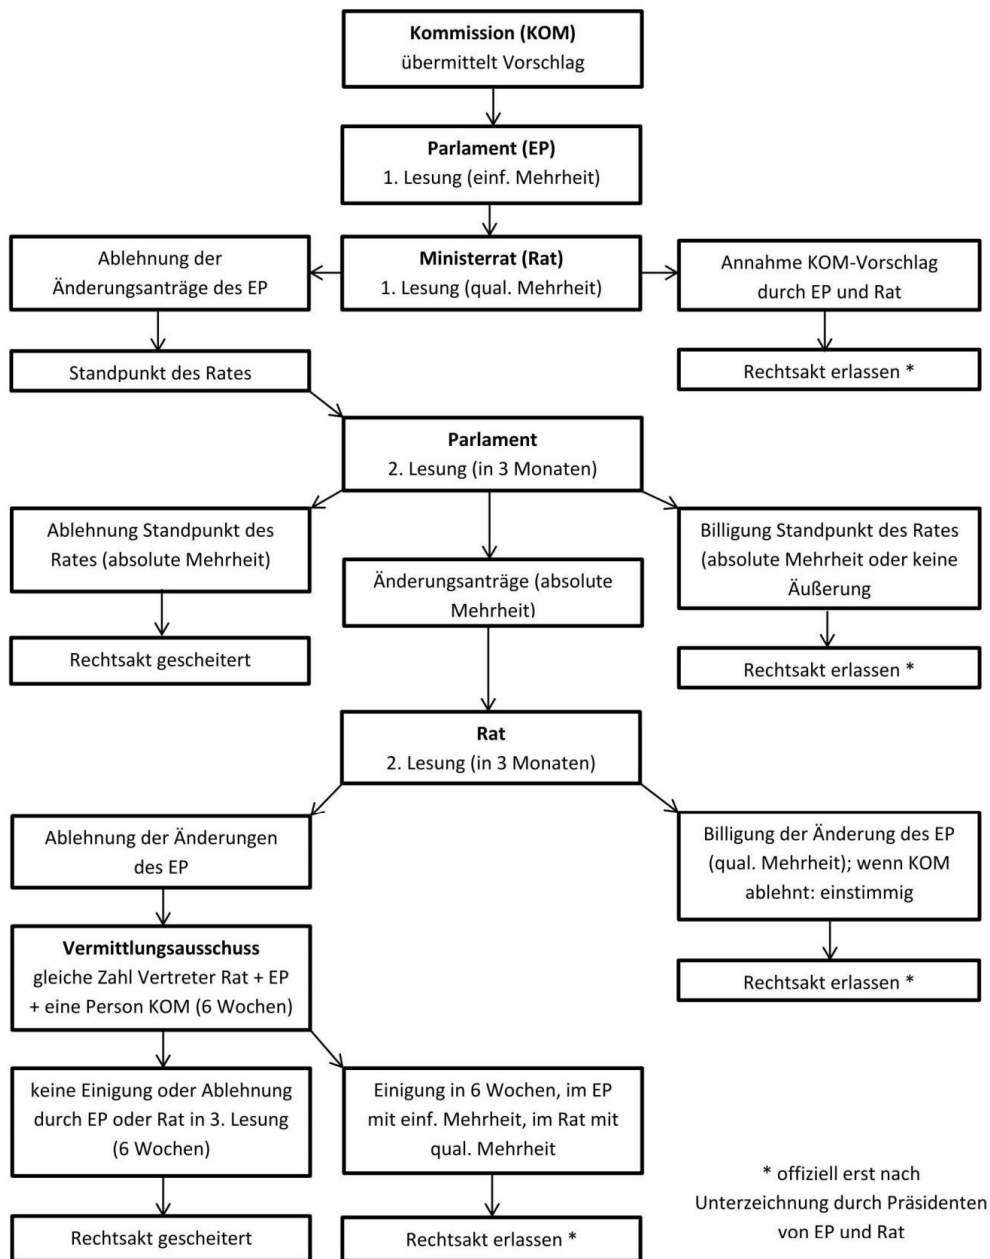 Kommission (KOM)
übermittelt Vorschlag
Parlament (EP)
1. Lesung (einf. Mehrheit)
Ablehnung der
Änderungsanträge des EP
Ministerrat (Rat)
1. Lesung (qual. Mehrheit)
Annahme KOM-Vorschlag
durch EP und Rat
Standpunkt des Rates
Rechtsakt erlassen *
Parlament
2. Lesung (in 3 Monaten)
Ablehnung Standpunkt des
Rates (absolute Mehrheit)
Änderungsanträge (absolute
Mehrheit)
Billigung Standpunkt des Rates
(absolute Mehrheit oder keine
Äußerung
Rechtsakt gescheitert
Rechtsakt erlassen *
Rat
2. Lesung (in 3 Monaten)
Ablehnung der Änderungen
des EP
Billigung der Änderung des EP
(qual. Mehrheit); wenn KOM
ablehnt: einstimmig
Vermittlungsausschuss
gleiche Zahl Vertreter Rat + EP
+ eine Person KOM (6 Wochen)
Rechtsakt erlassen *
keine Einigung oder Ablehnung
durch EP oder Rat in 3. Lesung
(6 Wochen)
Einigung in 6 Wochen, im EP
mit einf. Mehrheit, im Rat mit
qual. Mehrheit
Rechtsakt gescheitert
Rechtsakt erlassen *
* offiziell erst nach
Unterzeichnung durch Präsidenten
von EP und Rat